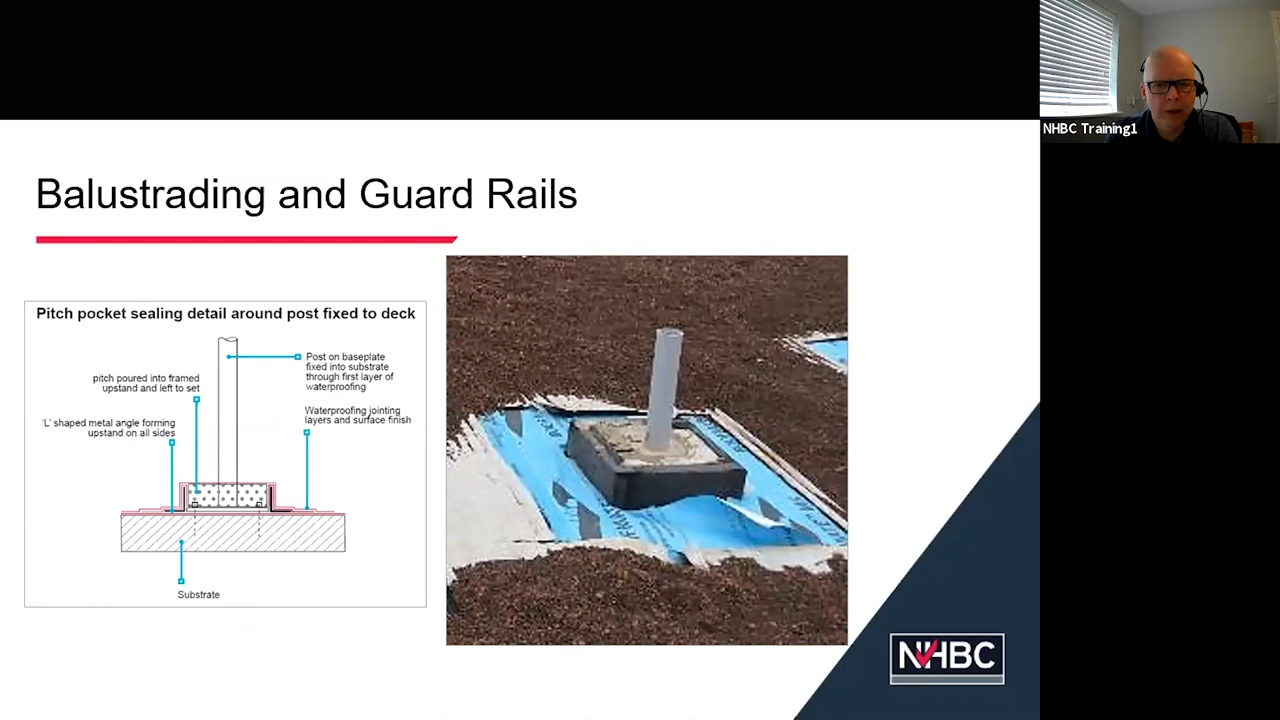 NHBC Training1
Balustrading and Guard Rails
Pitch pocket sealing detail around post fixed to deck
Post on baseplate
fixed into substrate
through first layer of
waterproofing
pitch poured into framed
upstand and left to set
Waterproofing jointing
layers and surface finish
'L' shaped metal angle forming
upstand on all sides
Substrate
NHBC